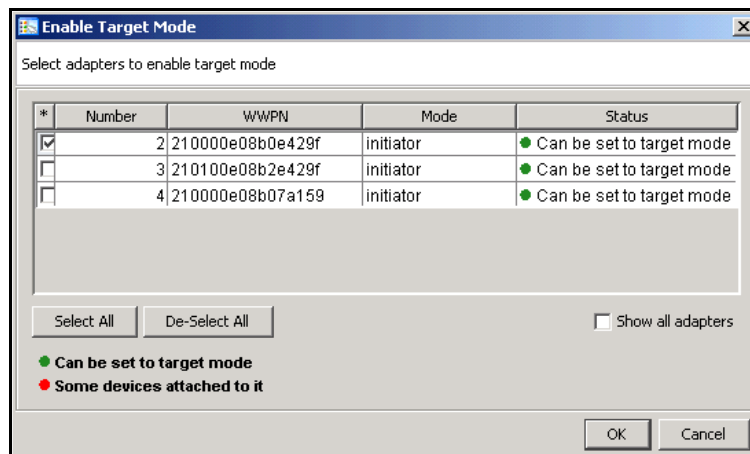 Enable Target Mode
Select adapters to enable target mode
* Number WWPN Mode Status
2 210000e08b0e429f initiator Can be set to target mode
3 210100e08b2e429f initiator Can be set to target mode
4 210000e08b07a159 initiator Can be set to target mode
Select All De-Select All Show all adapters
Can be set to target mode
Some devices attached to it
OK Cancel